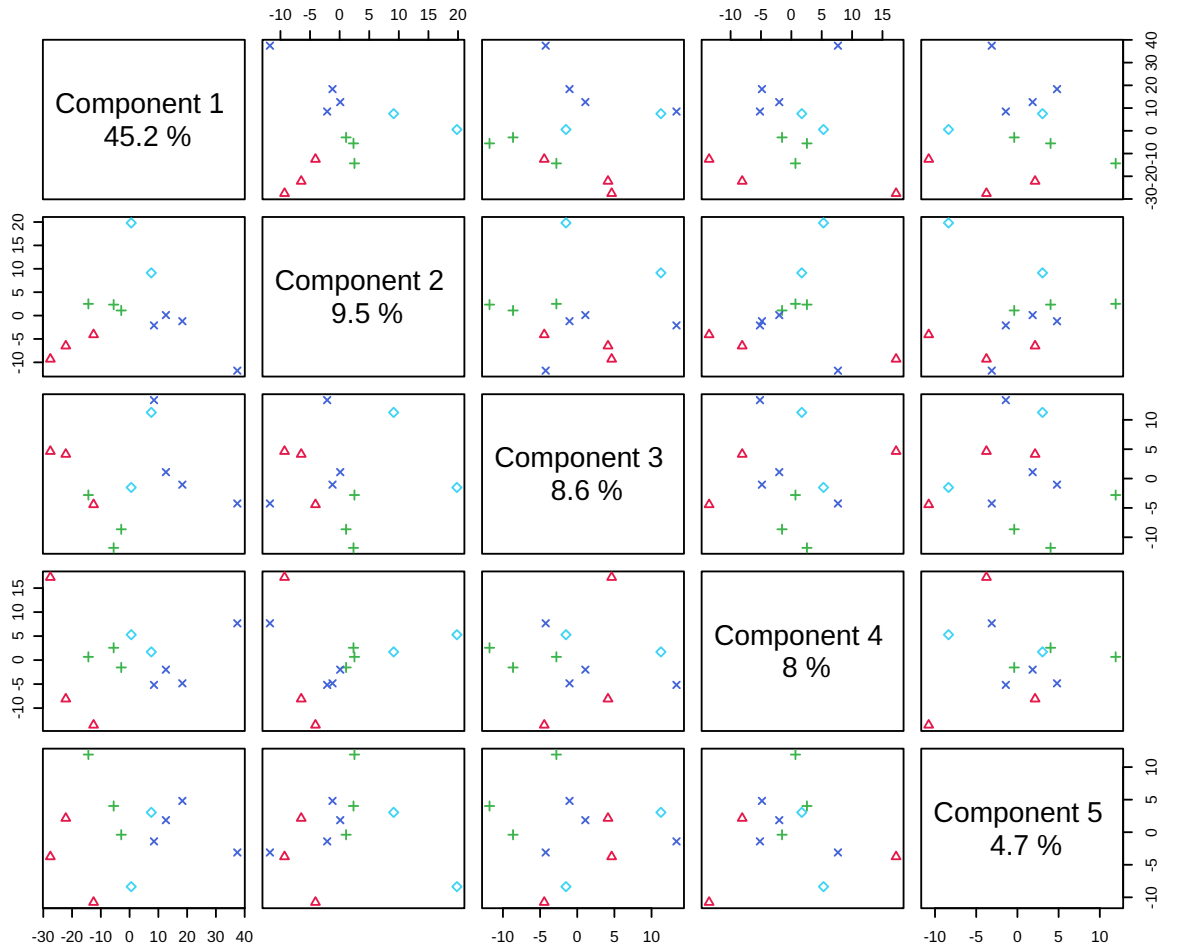 -10 -5 0 5 10 15 20
-10 -5 0 5 10 15
Component 1
45.2 %
-30 -20 -10 0 10 20 30 40
-10 -5 0 5 10 15 20
Component 2
9.5 %
Component 3
8.6 %
-10 -5 0 5 10
-10 -5 0 5 10 15
Component 4
8 %
Component 5
4.7 %
-10 -5 0 5 10
-30 -20 -10 0 10 20 30 40
-10 -5 0 5 10
-10 -5 0 5 10